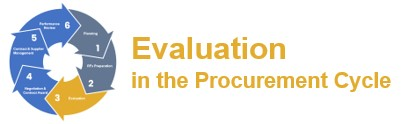 6
Performance
Review
1
Planning
2
RFx Preparation
3
Evaluation
4
Negotiation &
Contract Award
5
Contract & Supplier
Management
Evaluation
in the Procurement Cycle